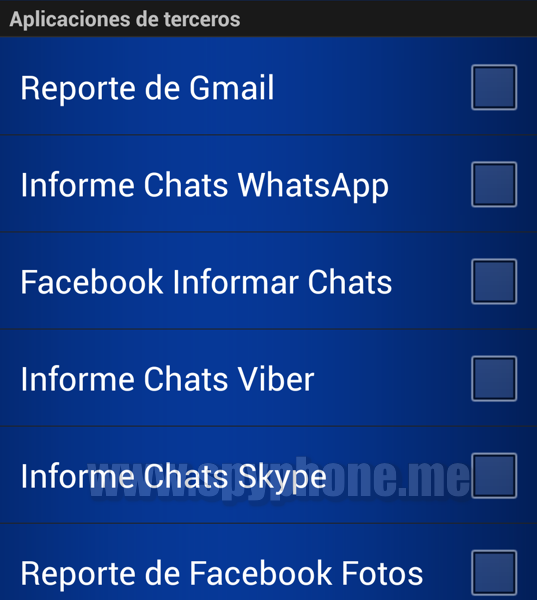 Aplicaciones de terceros
Reporte de Gmail
Informe Chats WhatsApp
Facebook Informar Chats
Informe Chats Viber
Informe Chats Skype
www.spyphone.me
Reporte de Facebook Fotos